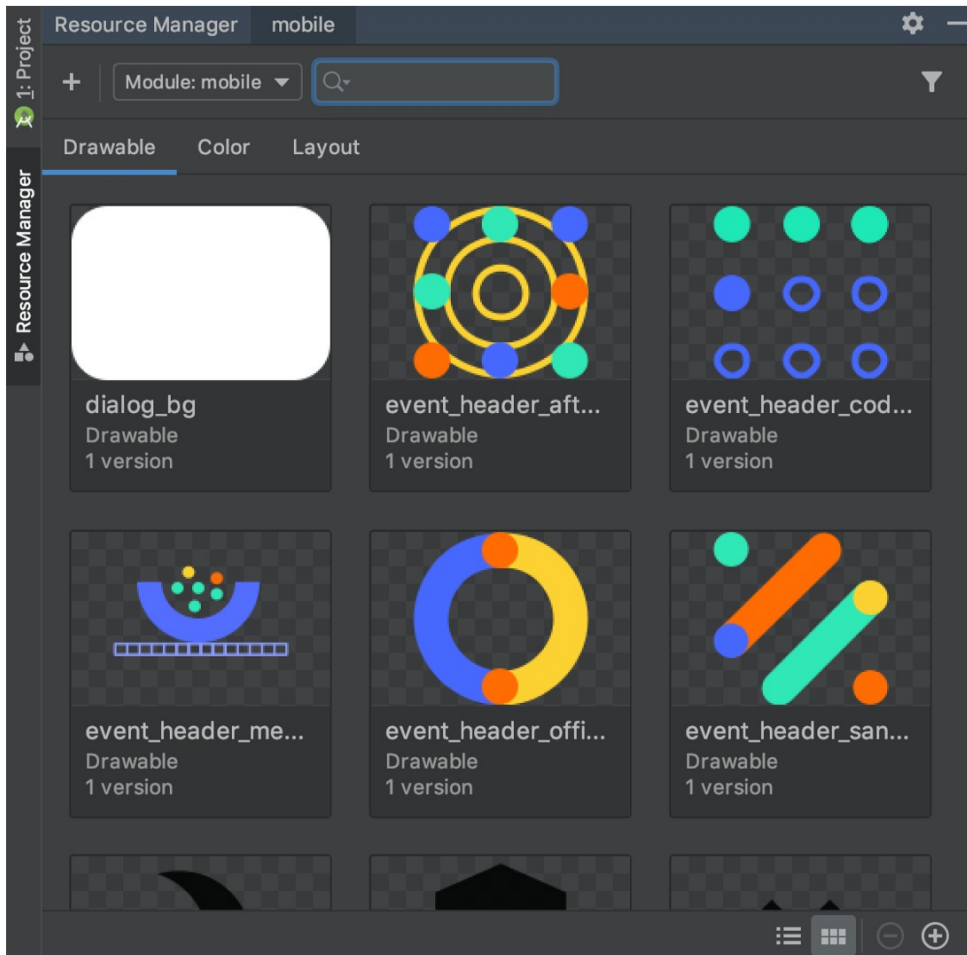 Resource Manager mobile
1: Project
Module: mobile
Drawable Color Layout
Resource Manager
dialog_bg
Drawable
1 version
event_header_aft...
Drawable
1 version
event_header_cod...
Drawable
1 version
event_header_me...
Drawable
1 version
event_header_offi...
Drawable
1 version
event_header_san...
Drawable
1 version